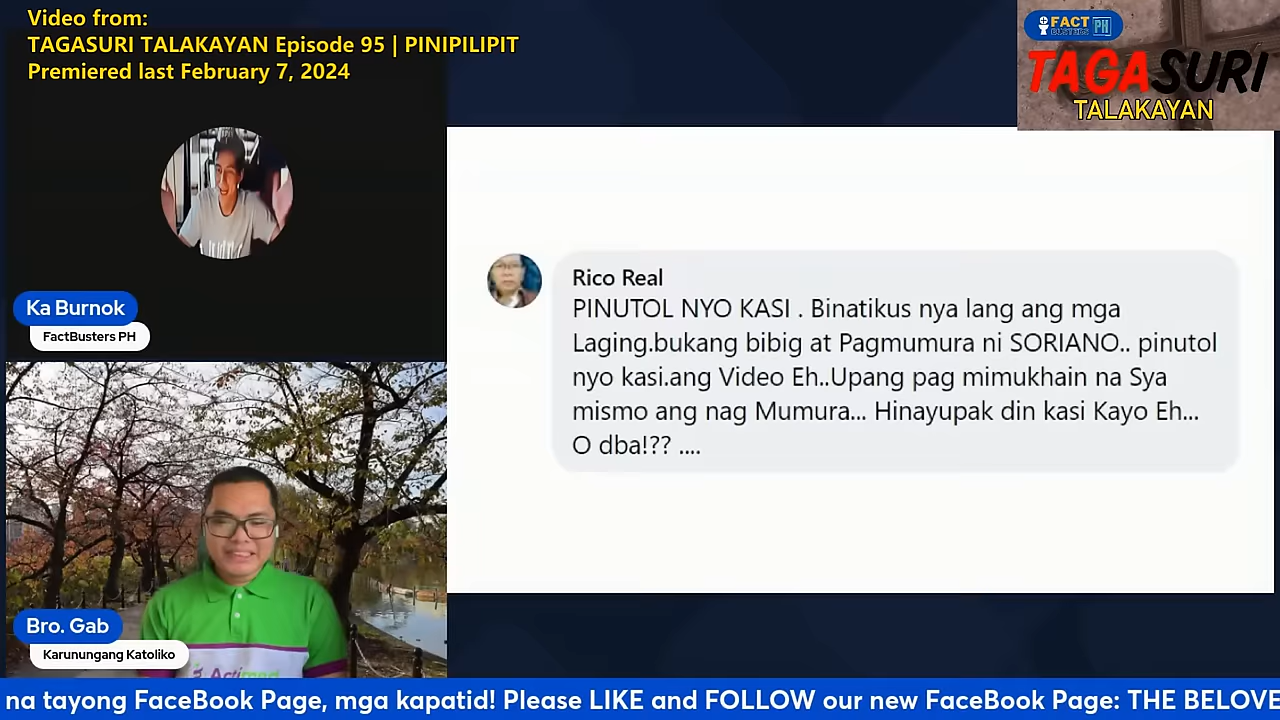 Video from:
TAGASURI TALAKAYAN Episode 95 | PINIPILIPIT
Premiered last February 7, 2024
FACT
BUSTERS
PH
TAGASURI
TALAKAYAN
Rico Real
PINUTOL NYO KASI . Binatikus nya lang ang mga
Laging.bukang bibig at Pagmumura ni SORIANO.. pinutol
nyo kasi.ang Video Eh..Upang pag mimukhain na Sya
mismo ang nag Mumura... Hinayupak din kasi Kayo Eh...
O dba!?? ....
Ka Burnok
FactBusters PH
Bro. Gab
Karunungang Katoliko
na tayong FaceBook Page, mga kapatid! Please LIKE and FOLLOW our new FaceBook Page: THE BELOVE